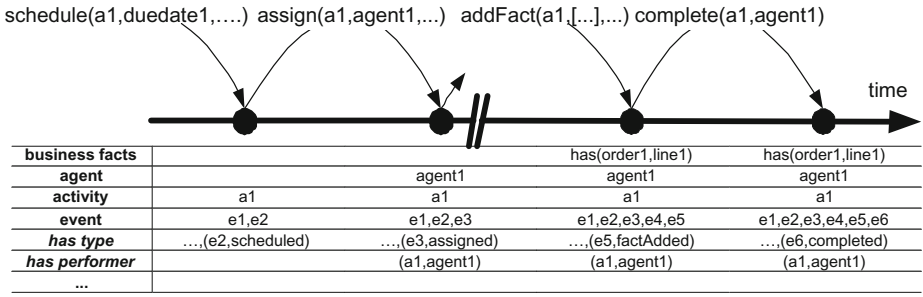 schedule(a1,duedate1,....) assign(a1,agent1,...) addFact(a1,[...],...) complete(a1,agent1)
time
business facts has(order1,line1) has(order1,line1)
agent agent1 agent1 agent1
activity a1 a1 a1 a1
event e1,e2 e1,e2,e3 e1,e2,e3,e4,e5 e1,e2,e3,e4,e5,e6
has type ...,(e2,scheduled) ...,(e3,assigned) ...,(e5,factAdded) ...,(e6,completed)
has performer (a1,agent1) (a1,agent1) (a1,agent1)
...